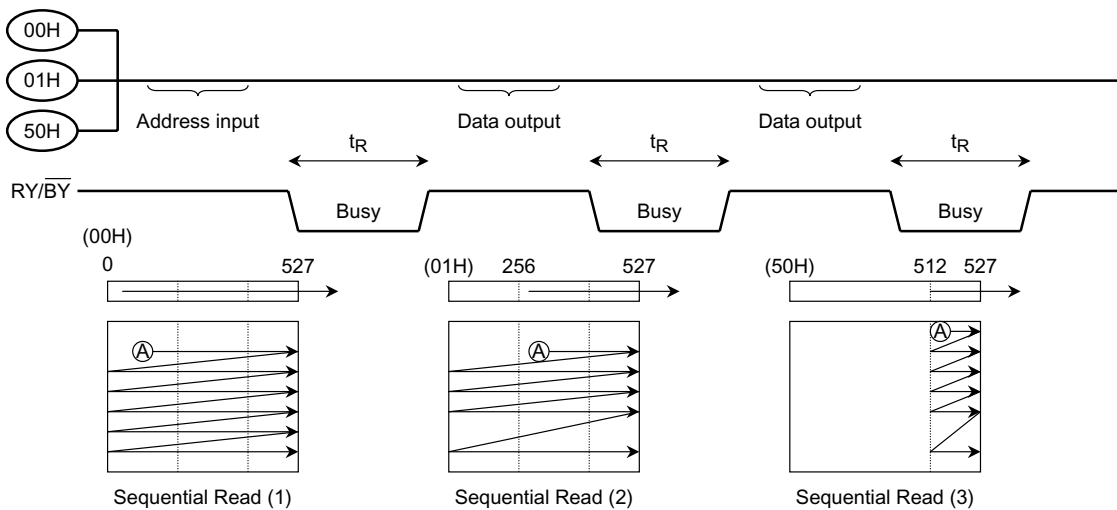 00H
01H
50H
Address input
Data output
Data output
tR
tR
tR
RY/B̅Y̅
Busy
Busy
Busy
(00H)
0 527
(01H) 256 527
(50H) 512 527
A
A
A
Sequential Read (1)
Sequential Read (2)
Sequential Read (3)